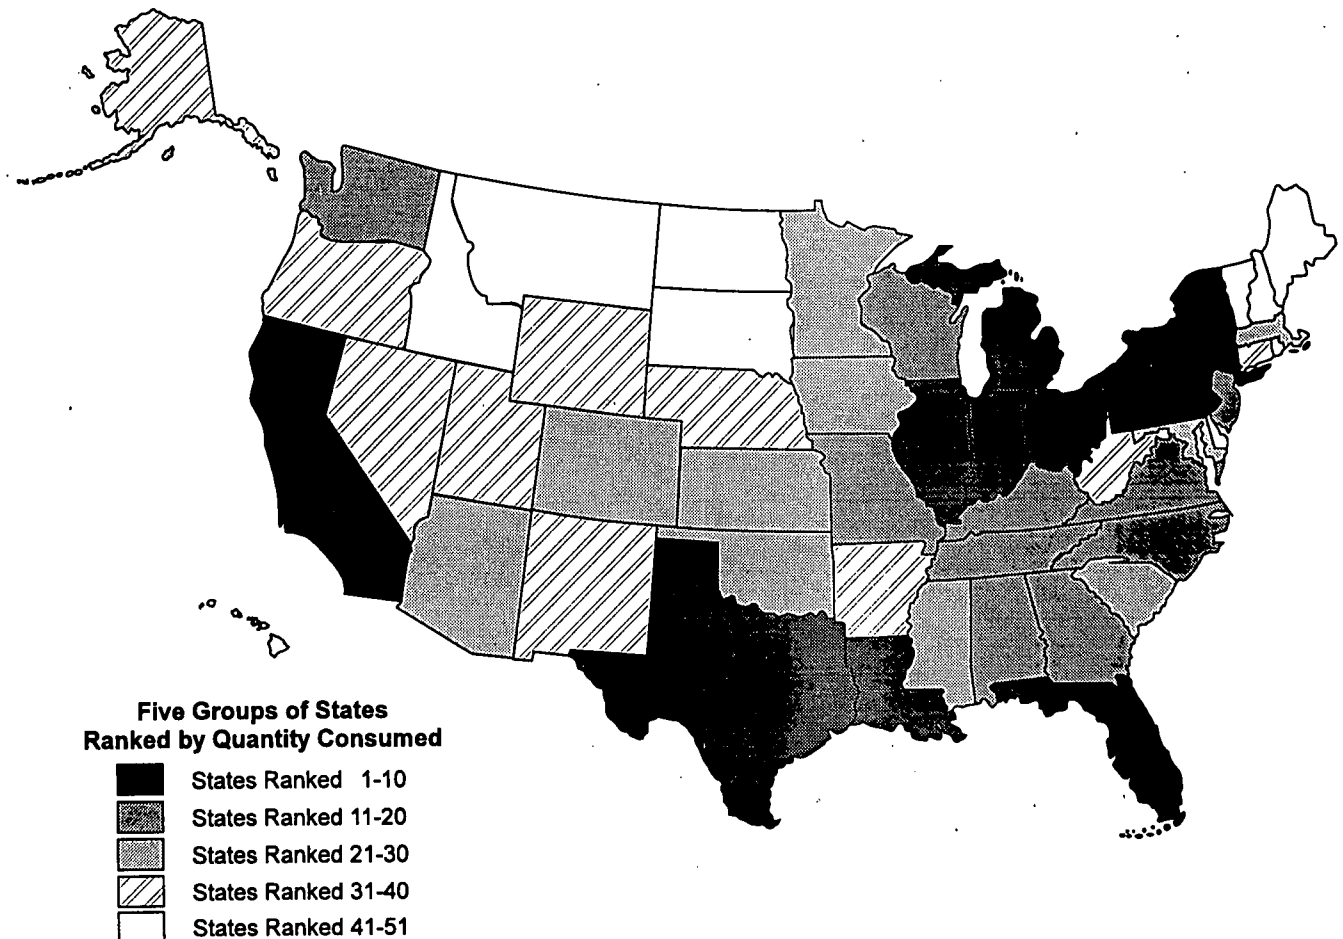 Five Groups of States
Ranked by Quantity Consumed
States Ranked 1-10
States Ranked 11-20
States Ranked 21-30
States Ranked 31-40
States Ranked 41-51